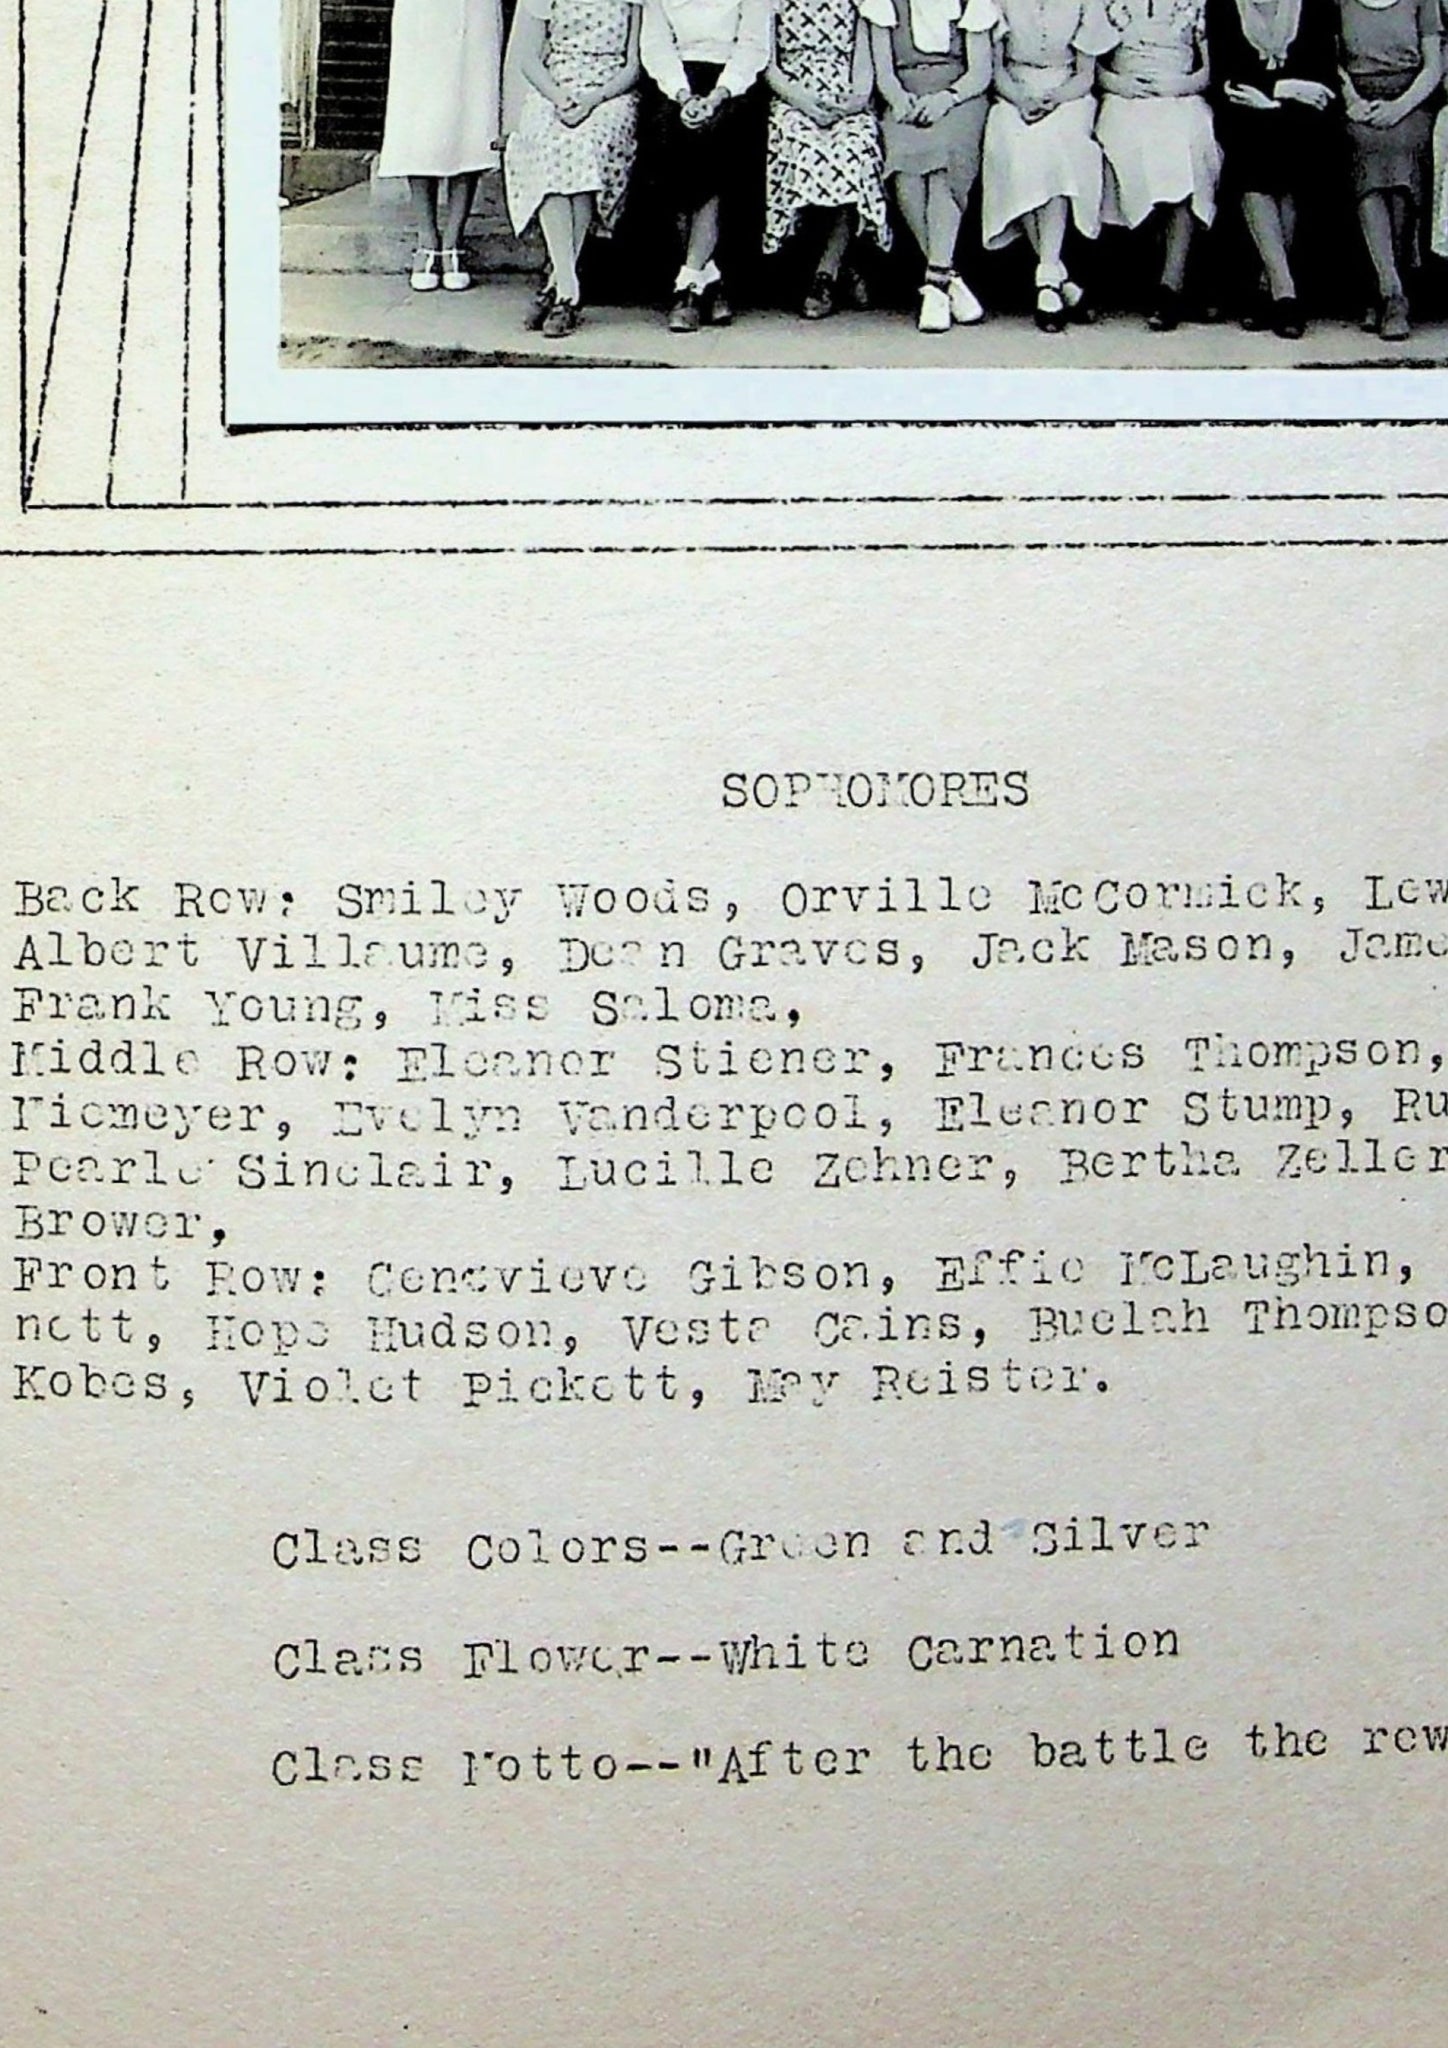 SOPHOMORES
Back Row: Smiley Woods, Orville McCormick, Lew
Albert Villaume, Dean Graves, Jack Mason, Jame
Frank Young, Miss Saloma,
Middle Row: Eleanor Stiener, Frances Thompson,
Niemeyer, Evelyn Vanderpool, Eleanor Stump, Ru
Pearle Sinclair, Lucille Zehner, Bertha Zeller
Brower,
Front Row: Genevieve Gibson, Effie McLaughin,
nett, Hope Hudson, Vesta Cains, Buelah Thompso
Kobes, Violet Pickett, May Reister.
Class Colors--Green and Silver
Class Flower--White Carnation
Class Motto--"After the battle the rew